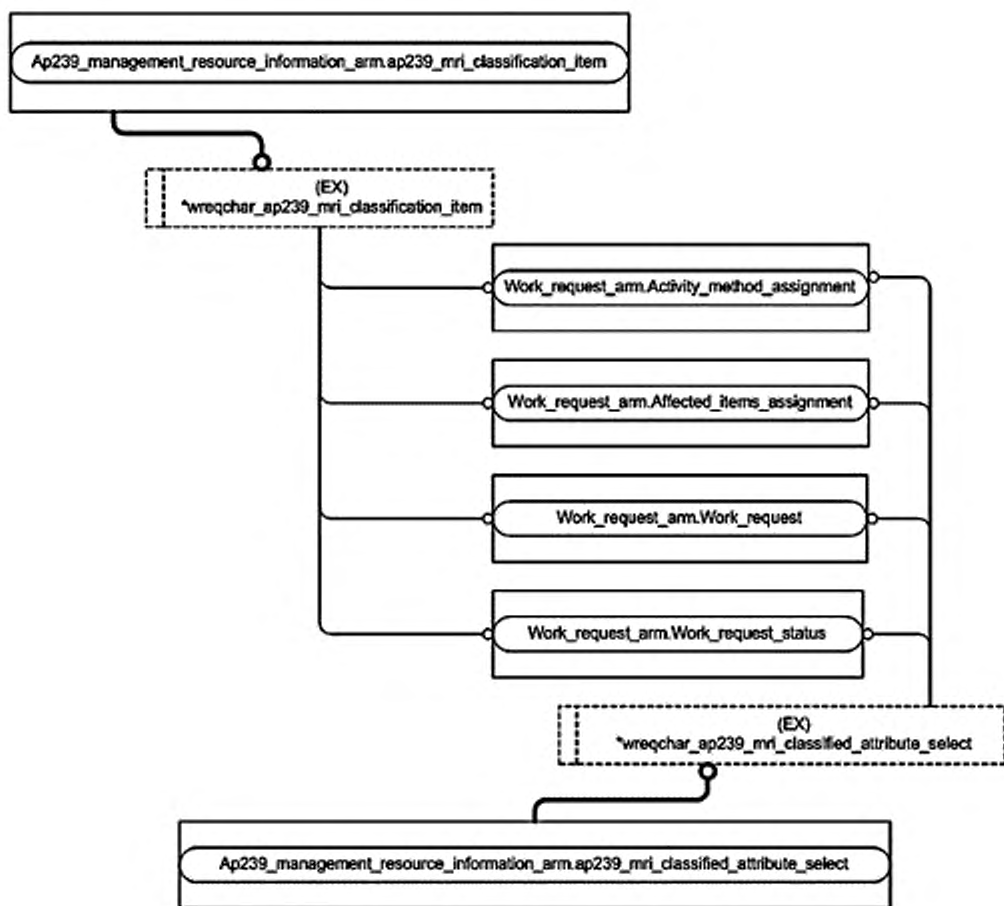 Ap239_management_resource_information_arm.ap239_mri_classification_item
(EX)
*wreqchar_ap239_mri_classification_item
Work_request_arm.Activity_method_assignment
Work_request_arm.Affected_items_assignment
Work_request_arm.Work_request
Work_request_arm.Work_request_status
(EX)
*wreqchar_ap239_mri_classified_attribute_select
Ap239_management_resource_information_arm.ap239_mri_classified_attribute_select